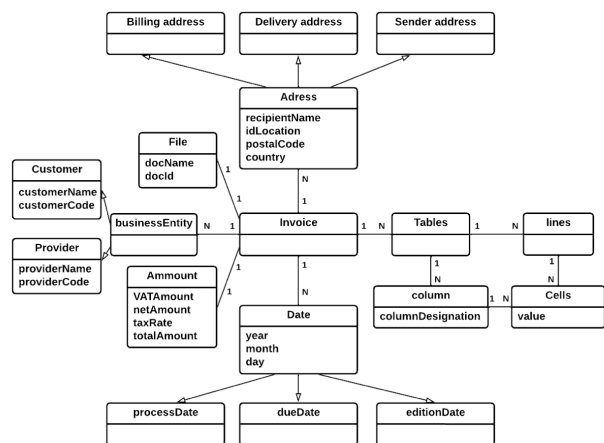 Billing address
Delivery address
Sender address
Adress
recipientName
idLocation
postalCode
country
File
docName
docId
Customer
customerName
customerCode
Provider
providerName
providerCode
businessEntity
N
1
Invoice
1
1
N
1
1
N
Tables
1
N
lines
1
1
1
N
Ammount
VATAmount
netAmount
taxRate
totalAmount
1
N
Date
year
month
day
column
columnDesignation
1
N
Cells
value
1
N
processDate
dueDate
editionDate